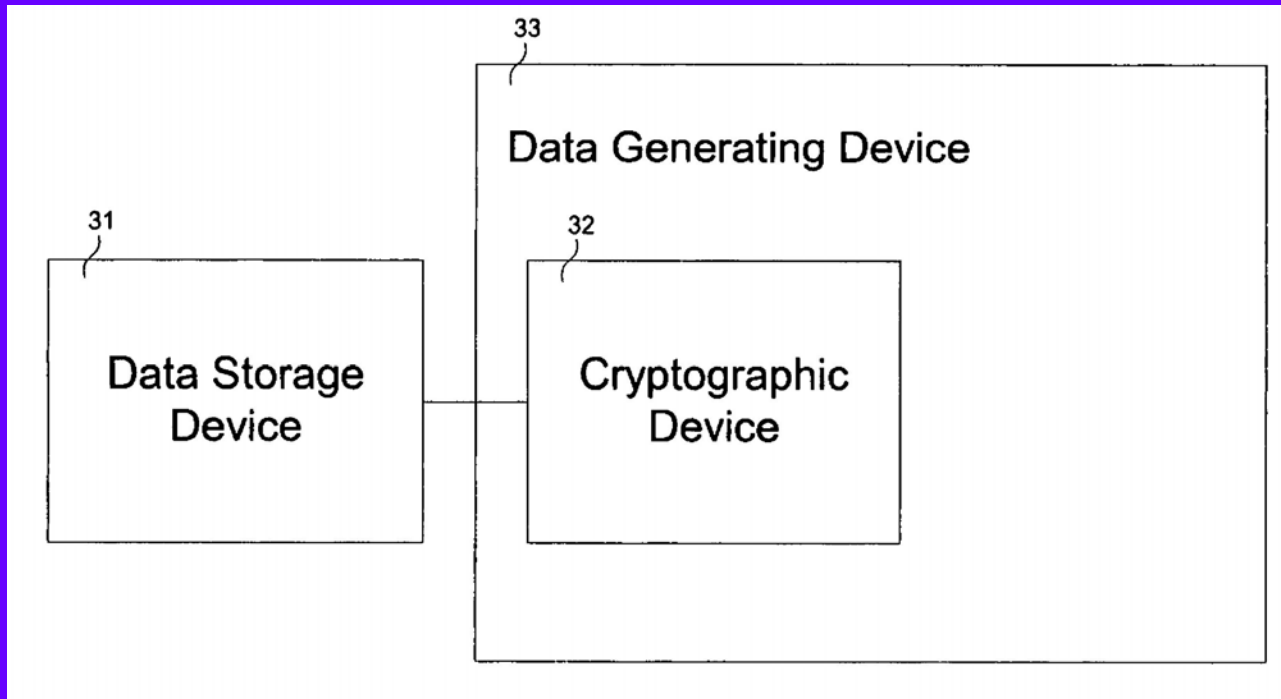 33
Data Generating Device
31
32
Data Storage
Device
Cryptographic
Device